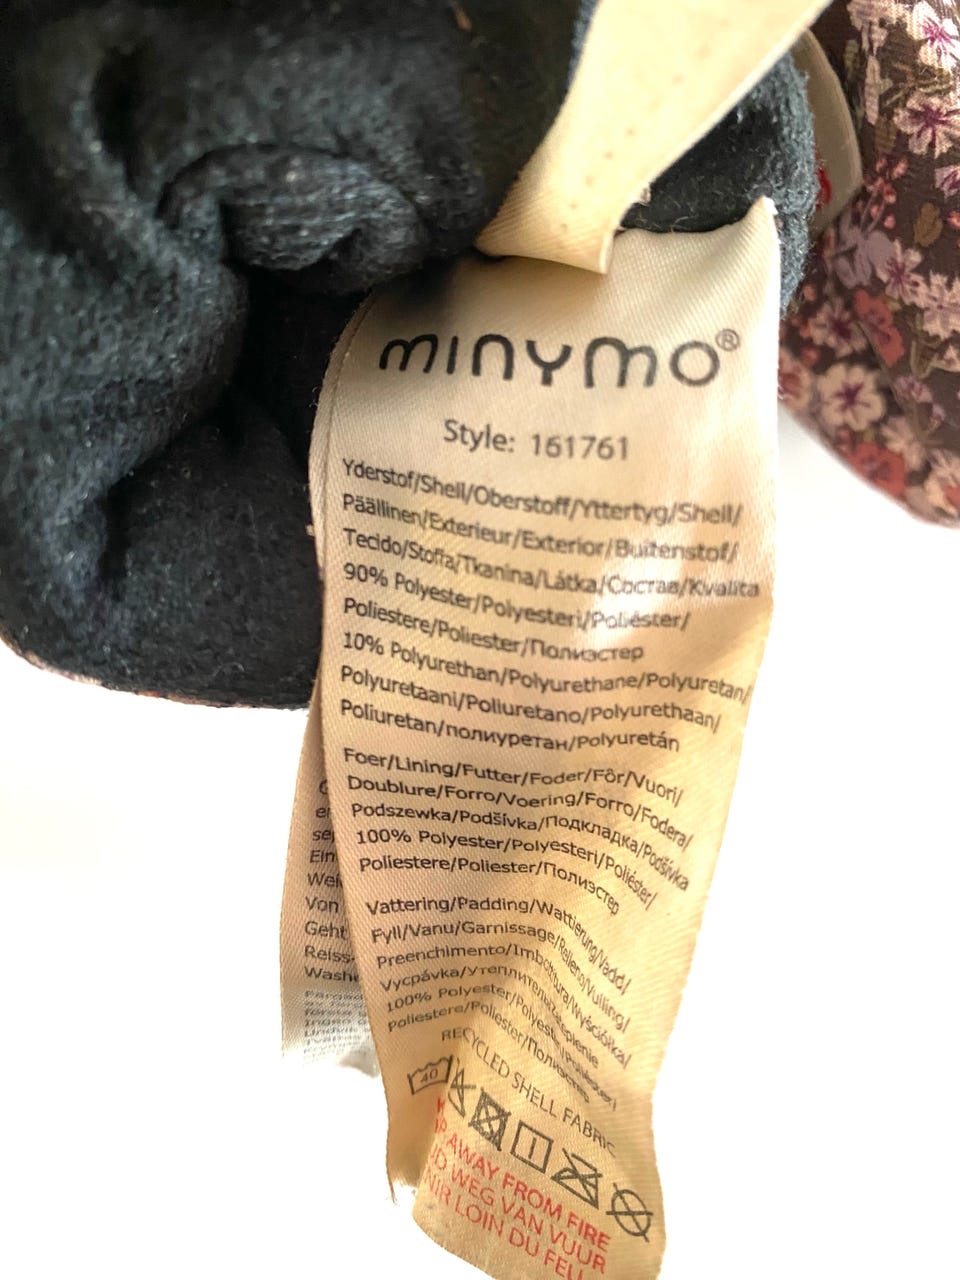 minymo®
Style: 161761
Yderstof/Shell/Oberstoff/Yttertyg/Shell/
Päällinen/Exterieur/Exterior/Buitenstof/
Tecido/Stoffa/Tkanina/Látka/Состав/Kvalita
90% Polyester/Polyesteri/Poliéster/
Poliestere/Poliester/Полиэстер
10% Polyurethan/Polyurethane/Polyuretan/
Polyuretaani/Poliuretano/Polyurethaan/
Poliuretan/полиуретан/Polyuretán
Foer/Lining/Futter/Foder/Fôr/Vuori/
Doublure/Forro/Voering/Forro/Fodera/
Podszewka/Podšívka/Подкладка/Podšívka
100% Polyester/Polyesteri/Poliéster/
Poliestere/Poliester/Полиэстер
Vattering/Padding/Wattierung/Vadd/
Fyll/Vanu/Garnissage/Relleno/Vulling/
Preenchimento/Imbottitura/Wyściółka/
Vycpávka/Утеплитель/
100% Polyester/Polyesteri/Poliéster/
Poliestere/Poliester/Полиэстер
RECYCLED SHELL FABRIC
40
AWAY FROM FIRE
WEG VAN VUUR
LOIN DU FEU
Ein
Von
Geht
Reiss